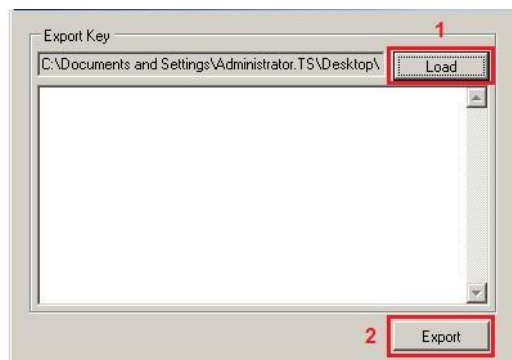 Export Key
1
C:\Documents and Settings\Administrator.TS\Desktop\
Load
2
Export